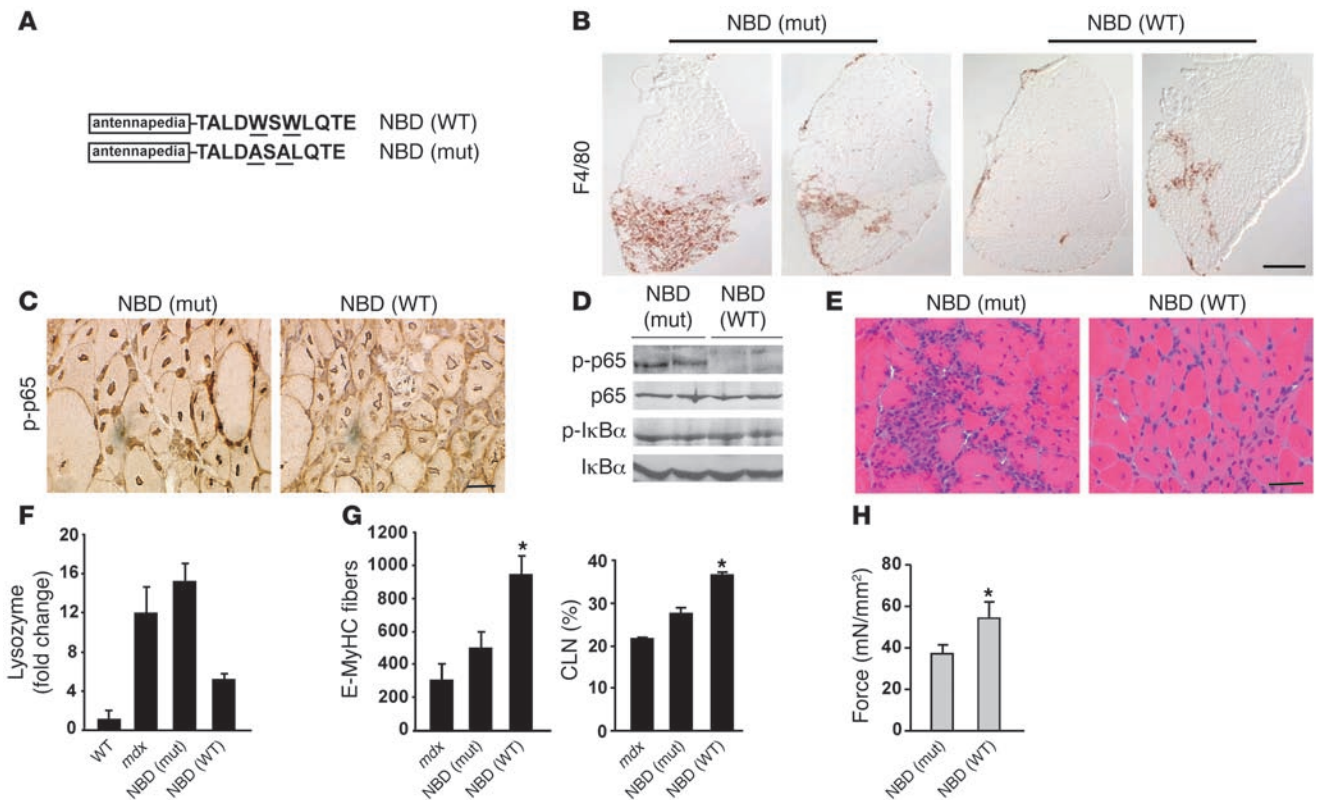 A
antennapedia-TALDWSWLQTE NBD (WT)
antennapedia-TALDASALQTE NBD (mut)
B
NBD (mut) NBD (WT)
F4/80
C
NBD (mut) NBD (WT)
p-p65
D
NBD (mut) NBD (WT)
p-p65
p65
p-IκBα
IκBα
E
NBD (mut) NBD (WT)
F
Lysozyme
(fold change)
20
16
12
8
4
0
WT mdx NBD (mut) NBD (WT)
G
E-MyHC fibers
1200
1000
800
600
400
200
0
*
mdx NBD (mut) NBD (WT)
CLN (%)
40
30
20
10
0
*
mdx NBD (mut) NBD (WT)
H
Force (mN/mm²)
80
60
40
20
0
*
NBD (mut) NBD (WT)